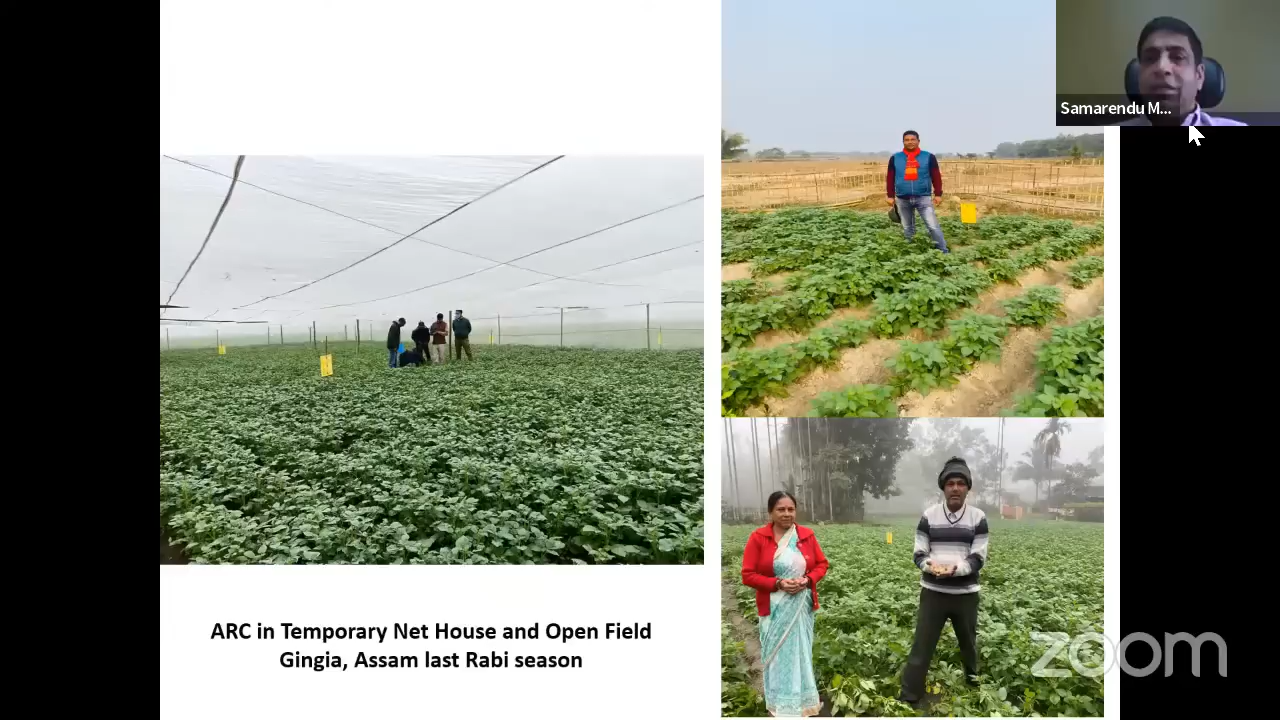 Samarendu M...
ARC in Temporary Net House and Open Field
Gingia, Assam last Rabi season
zoom